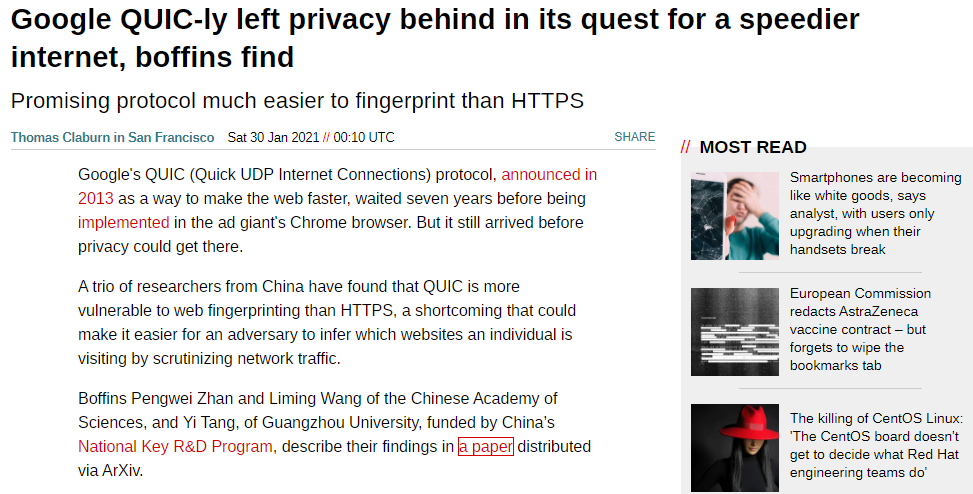 Google QUIC-ly left privacy behind in its quest for a speedier
internet, boffins find
Promising protocol much easier to fingerprint than HTTPS
Thomas Claburn in San Francisco Sat 30 Jan 2021 // 00:10 UTC SHARE
Google's QUIC (Quick UDP Internet Connections) protocol, announced in
2013 as a way to make the web faster, waited seven years before being
implemented in the ad giant's Chrome browser. But it still arrived before
privacy could get there.
A trio of researchers from China have found that QUIC is more
vulnerable to web fingerprinting than HTTPS, a shortcoming that could
make it easier for an adversary to infer which websites an individual is
visiting by scrutinizing network traffic.
Boffins Pengwei Zhan and Liming Wang of the Chinese Academy of
Sciences, and Yi Tang, of Guangzhou University, funded by China's
National Key R&D Program, describe their findings in a paper distributed
via ArXiv.
// MOST READ
Smartphones are becoming
like white goods, says
analyst, with users only
upgrading when their
handsets break
European Commission
redacts AstraZeneca
vaccine contract – but
forgets to wipe the
bookmarks tab
The killing of CentOS Linux:
'The CentOS board doesn't
get to decide what Red Hat
engineering teams do'